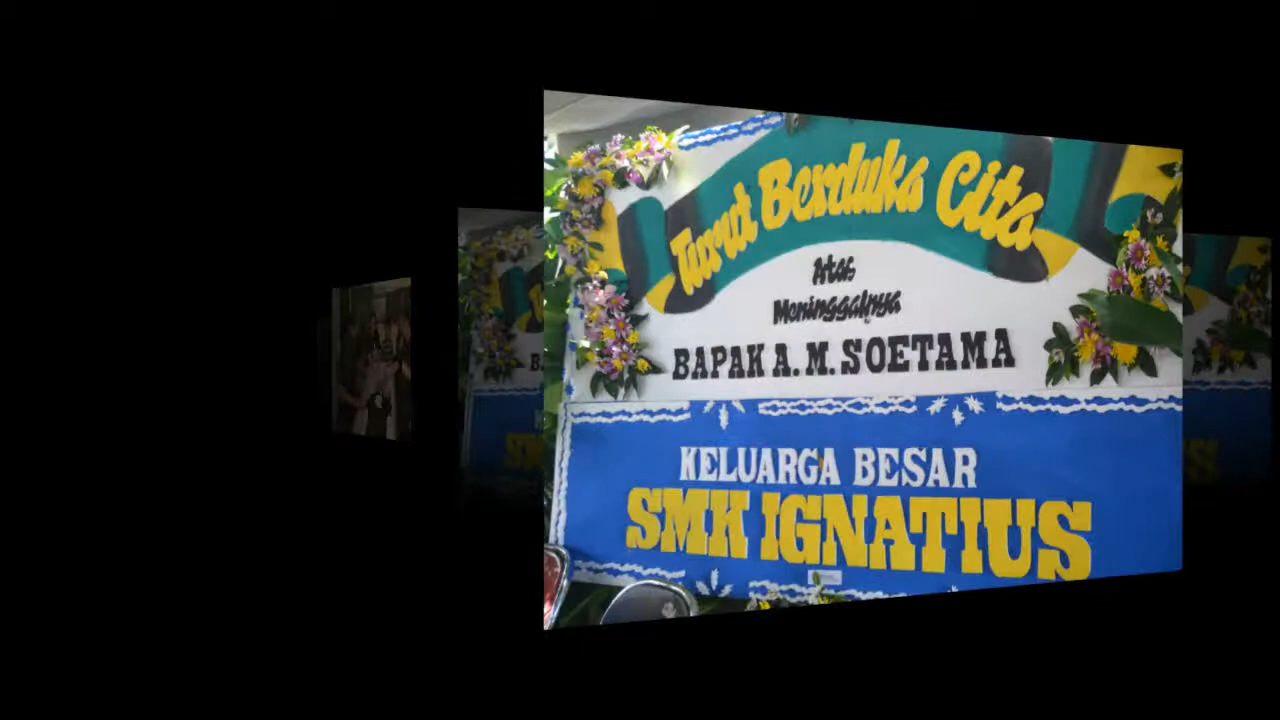 Turut Berduka Cita
Atas
Meninggalnya
BAPAK A. M. SOETAMA
KELUARGA BESAR
SMK IGNATIUS